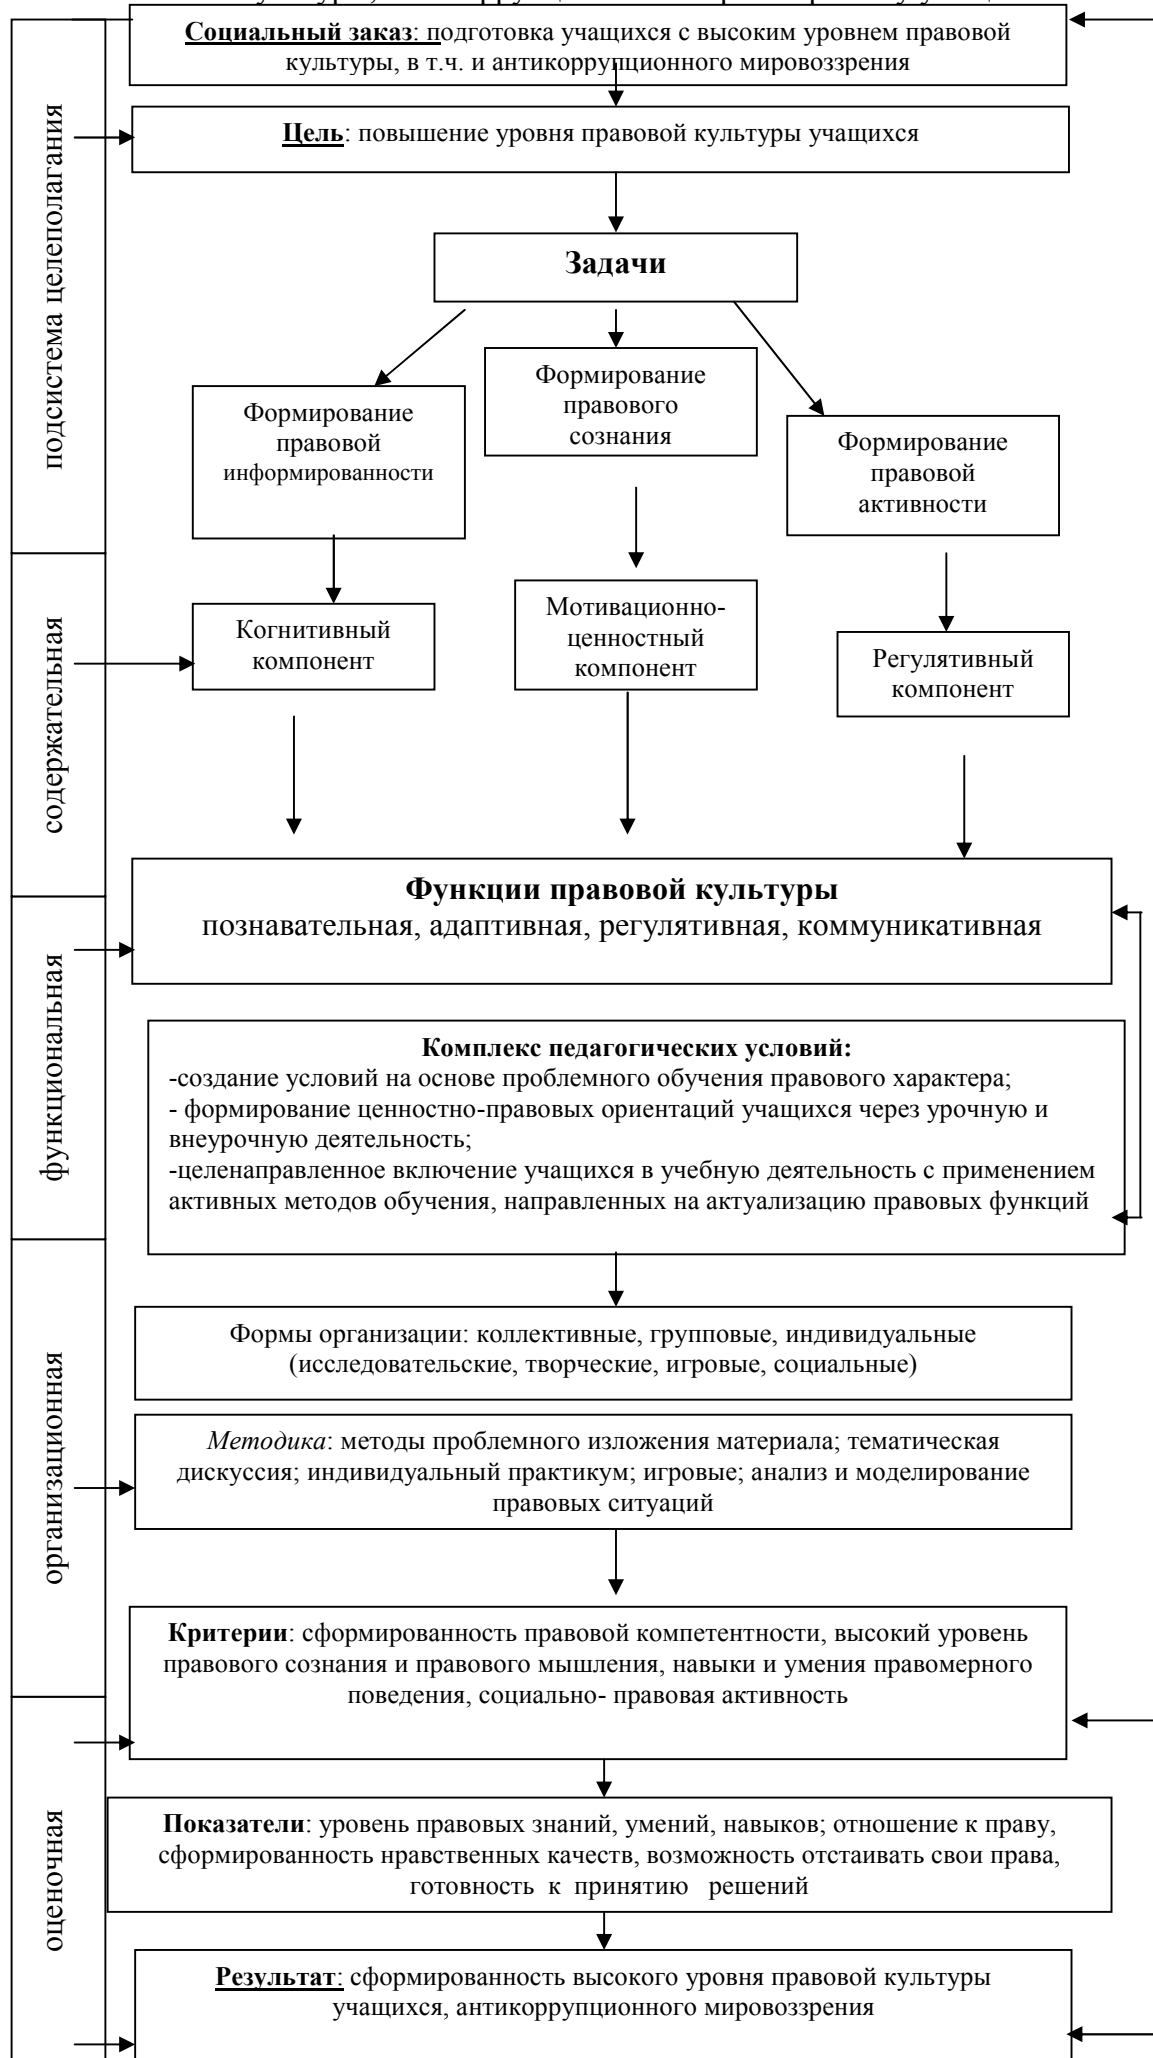 Социальный заказ: подготовка учащихся с высоким уровнем правовой
культуры, в т.ч. и антикоррупционного мировоззрения
подсистема целеполагания
Цель: повышение уровня правовой культуры учащихся
Задачи
Формирование
правовой
информированности
Формирование
правового
сознания
Формирование
правовой
активности
содержательная
Когнитивный
компонент
Мотивационно-
ценностный
компонент
Регулятивный
компонент
функциональная
Функции правовой культуры
познавательная, адаптивная, регулятивная, коммуникативная
Комплекс педагогических условий:
-создание условий на основе проблемного обучения правового характера;
- формирование ценностно-правовых ориентаций учащихся через урочную и
внеурочную деятельность;
-целенаправленное включение учащихся в учебную деятельность с применением
активных методов обучения, направленных на актуализацию правовых функций
организационная
Формы организации: коллективные, групповые, индивидуальные
(исследовательские, творческие, игровые, социальные)
Методика: методы проблемного изложения материала; тематическая
дискуссия; индивидуальный практикум; игровые; анализ и моделирование
правовых ситуаций
Критерии: сформированность правовой компетентности, высокий уровень
правового сознания и правового мышления, навыки и умения правомерного
поведения, социально- правовая активность
оценочная
Показатели: уровень правовых знаний, умений, навыков; отношение к праву,
сформированность нравственных качеств, возможность отстаивать свои права,
готовность к принятию решений
Результат: сформированность высокого уровня правовой культуры
учащихся, антикоррупционного мировоззрения